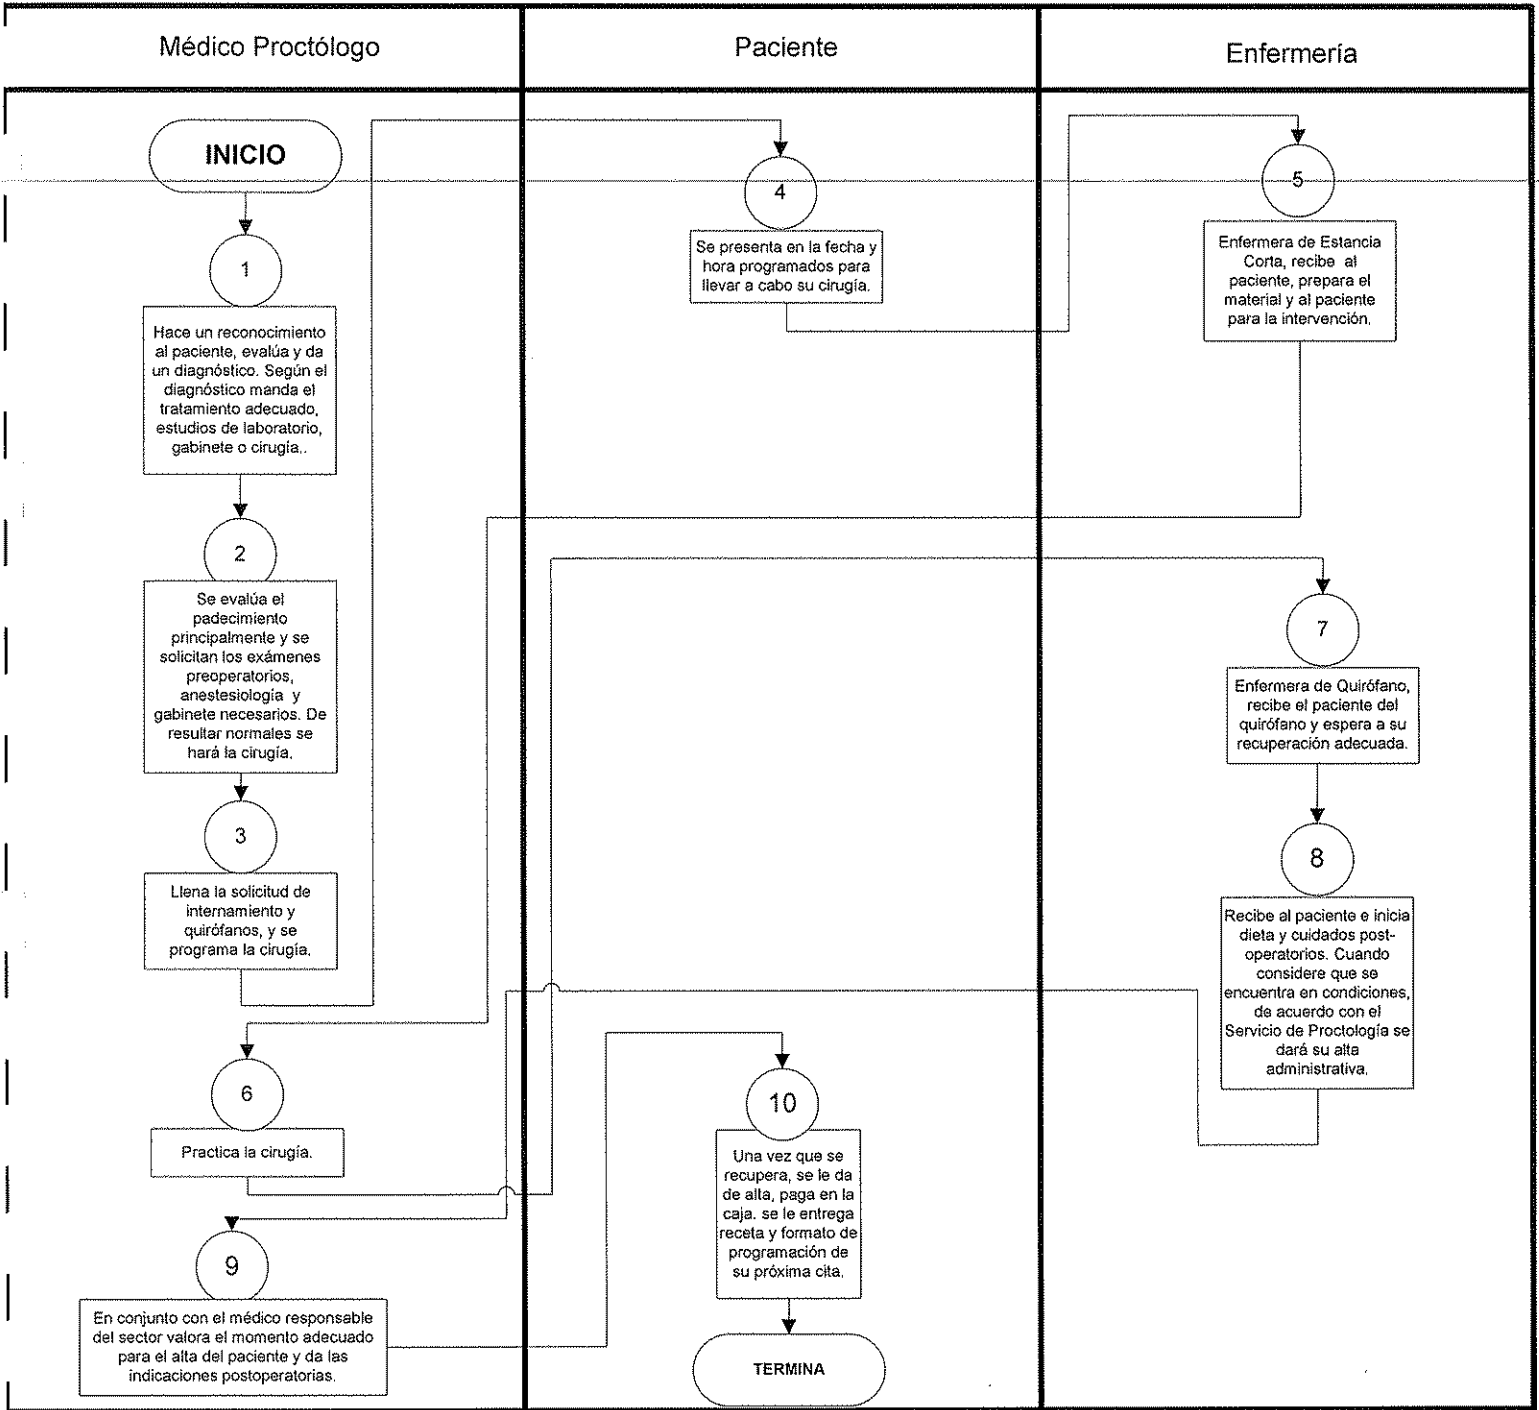 Médico Proctólogo
Paciente
Enfermería
INICIO
1
Hace un reconocimiento
al paciente, evalúa y da
un diagnóstico. Según el
diagnóstico manda el
tratamiento adecuado,
estudios de laboratorio,
gabinete o cirugía..
2
Se evalúa el
padecimiento
principalmente y se
solicitan los exámenes
preoperatorios,
anestesiología y
gabinete necesarios. De
resultar normales se
hará la cirugía.
3
Llena la solicitud de
internamiento y
quirófanos, y se
programa la cirugía.
4
Se presenta en la fecha y
hora programados para
llevar a cabo su cirugía.
5
Enfermera de Estancia
Corta, recibe al
paciente, prepara el
material y al paciente
para la intervención.
6
Practica la cirugía.
7
Enfermera de Quirófano,
recibe el paciente del
quirófano y espera a su
recuperación adecuada.
8
Recibe al paciente e inicia
dieta y cuidados post-
operatorios. Cuando
considere que se
encuentra en condiciones,
de acuerdo con el
Servicio de Proctología se
dará su alta
administrativa.
9
En conjunto con el médico responsable
del sector valora el momento adecuado
para el alta del paciente y da las
indicaciones postoperatorias.
10
Una vez que se
recupera, se le da
de alta, paga en la
caja. se le entrega
receta y formato de
programación de
su próxima cita.
TERMINA